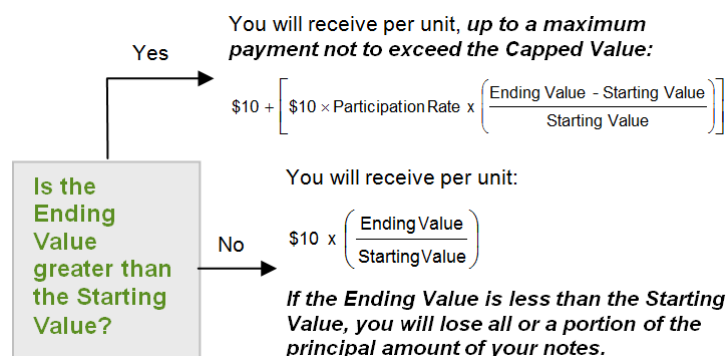 You will receive per unit, up to a maximum
payment not to exceed the Capped Value:
Yes
$10 + [ $10 × Participation Rate x ( Ending Value - Starting Value / Starting Value ) ]
Is the
Ending
Value
greater than
the Starting
Value?
You will receive per unit:
No
$10 x ( Ending Value / Starting Value )
If the Ending Value is less than the Starting
Value, you will lose all or a portion of the
principal amount of your notes.